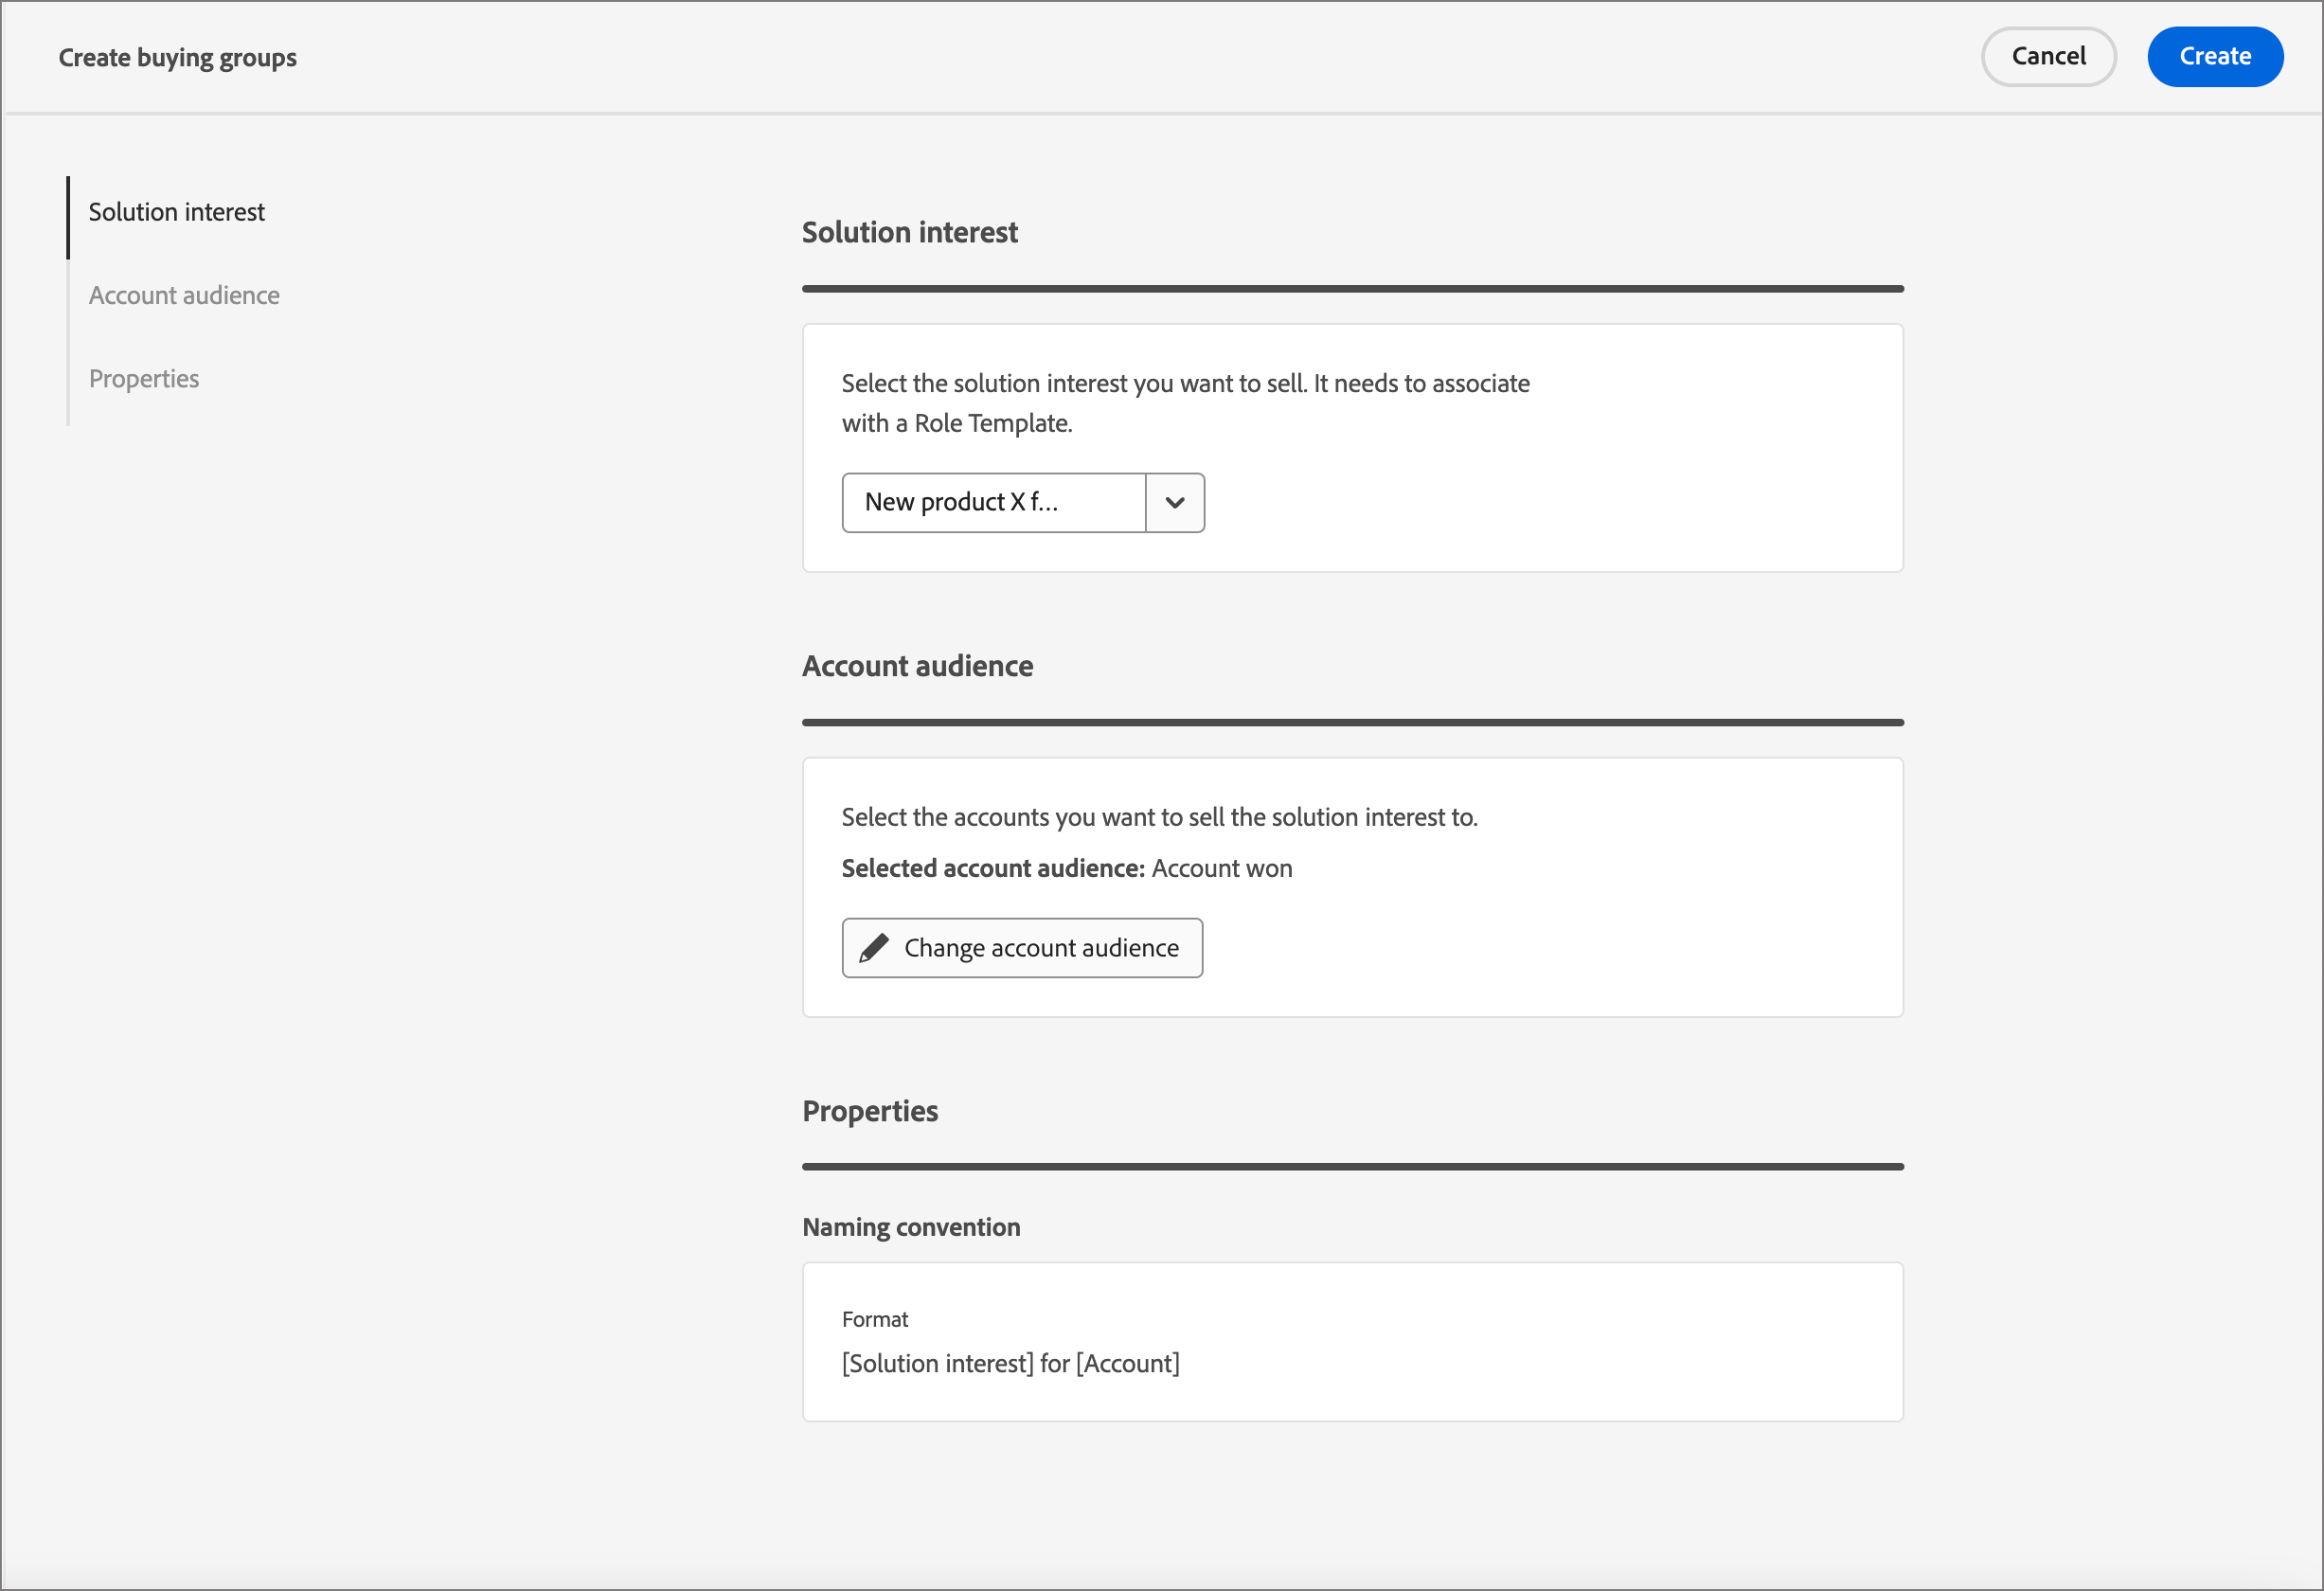 Create buying groups
Cancel
Create
Solution interest
Account audience
Properties
Solution interest
Select the solution interest you want to sell. It needs to associate
with a Role Template.
New product X f...
Account audience
Select the accounts you want to sell the solution interest to.
Selected account audience: Account won
Change account audience
Properties
Naming convention
Format
[Solution interest] for [Account]